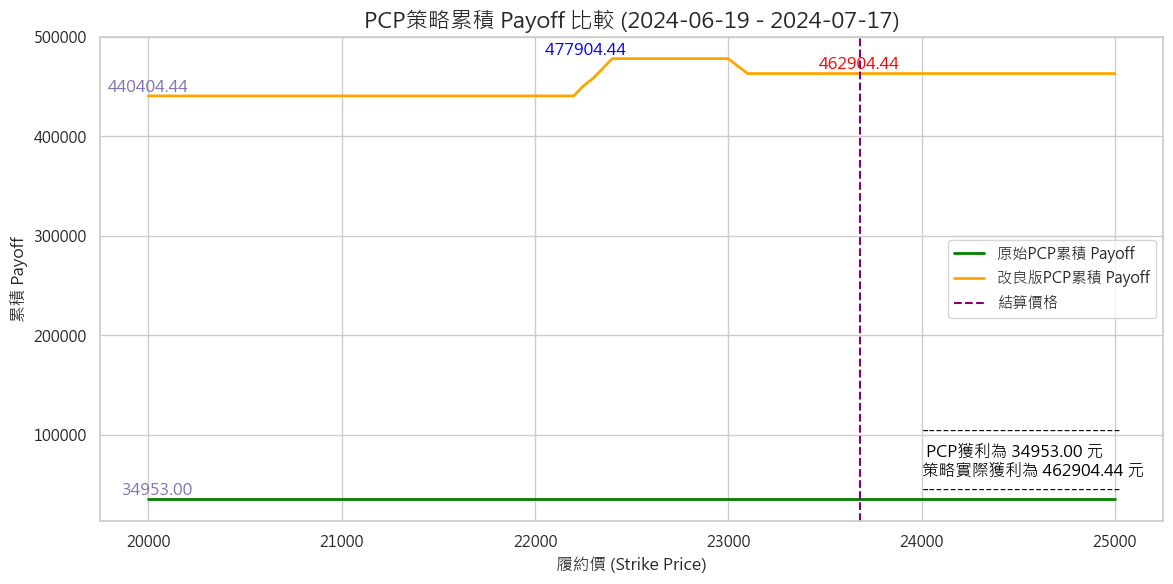 PCP策略累積 Payoff 比較 (2024-06-19 - 2024-07-17)
500000
477904.44
462904.44
440404.44
400000
300000
累積 Payoff
原始PCP累積 Payoff
改良版PCP累積 Payoff
結算價格
200000
100000
PCP獲利為 34953.00 元
策略實際獲利為 462904.44 元
34953.00
20000
21000
22000
23000
24000
25000
履約價 (Strike Price)